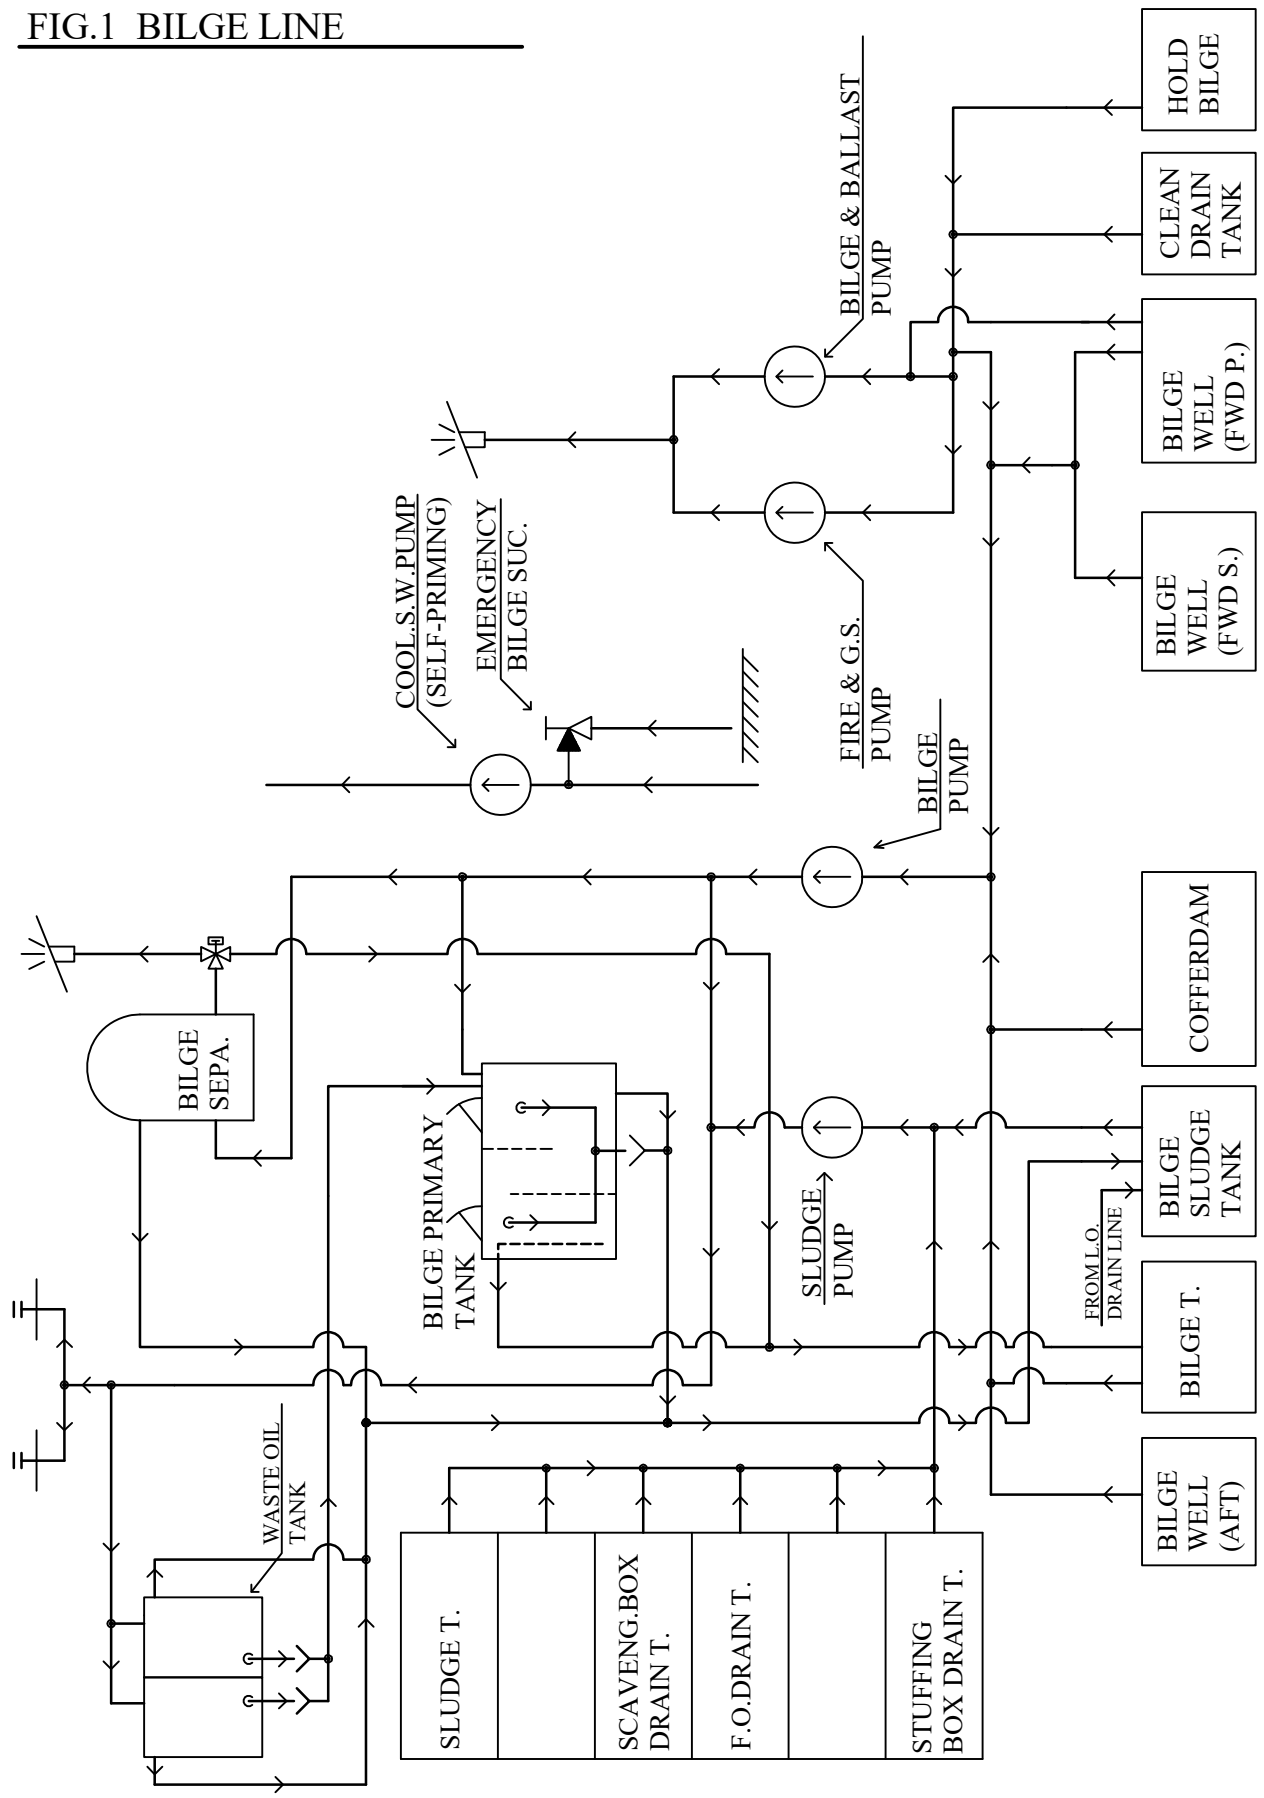 FIG.1 BILGE LINE
HOLD
BILGE
CLEAN
DRAIN
TANK
BILGE
WELL
(FWD P.)
BILGE
WELL
(FWD S.)
COFFERDAM
BILGE
SLUDGE
TANK
BILGE T.
BILGE
WELL
(AFT)
BILGE & BALLAST
PUMP
FIRE & G.S.
PUMP
BILGE
PUMP
COOL.S.W.PUMP
(SELF-PRIMING)
EMERGENCY
BILGE SUC.
BILGE
SEPA.
BILGE PRIMARY
TANK
SLUDGE
PUMP
FROM L.O.
DRAIN LINE
WASTE OIL
TANK
SLUDGE T.
SCAVENG.BOX
DRAIN T.
F.O.DRAIN T.
STUFFING
BOX DRAIN T.